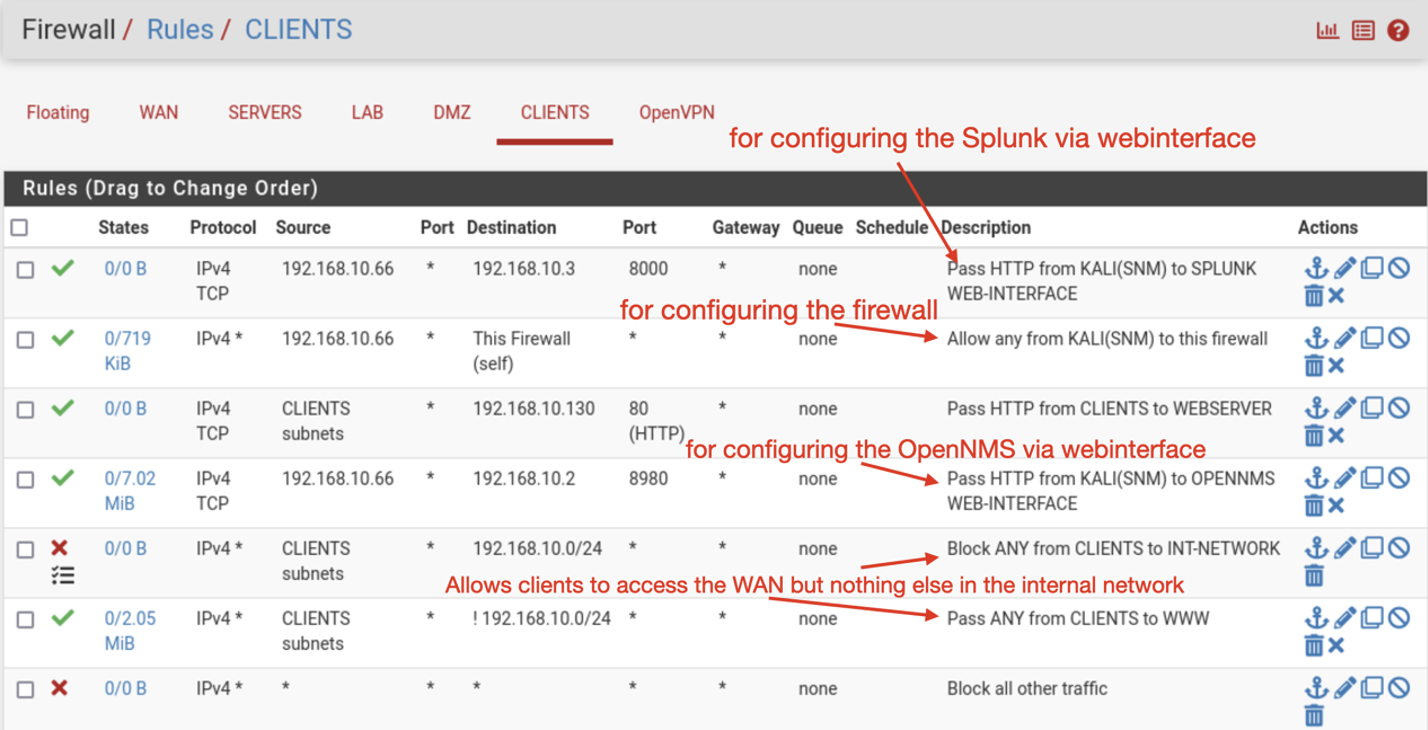 Firewall / Rules / CLIENTS
Floating WAN SERVERS LAB DMZ CLIENTS OpenVPN
for configuring the Splunk via webinterface
Rules (Drag to Change Order)
States Protocol Source Port Destination Port Gateway Queue Schedule Description Actions
0/0 B IPv4 192.168.10.66 * 192.168.10.3 8000 * none Pass HTTP from KALI(SNM) to SPLUNK
TCP WEB-INTERFACE
for configuring the firewall
0/719 IPv4 * 192.168.10.66 * This Firewall * * none Allow any from KALI(SNM) to this firewall
KiB (self)
0/0 B IPv4 CLIENTS * 192.168.10.130 80 * none Pass HTTP from CLIENTS to WEBSERVER
TCP subnets (HTTP)
for configuring the OpenNMS via webinterface
0/7.02 IPv4 192.168.10.66 * 192.168.10.2 8980 * none Pass HTTP from KALI(SNM) to OPENNMS
MiB TCP WEB-INTERFACE
0/0 B IPv4 * CLIENTS * 192.168.10.0/24 * * none Block ANY from CLIENTS to INT-NETWORK
subnets
Allows clients to access the WAN but nothing else in the internal network
0/2.05 IPv4 * CLIENTS * ! 192.168.10.0/24 * * none Pass ANY from CLIENTS to WWW
MiB subnets
0/0 B IPv4 * * * * * * none Block all other traffic